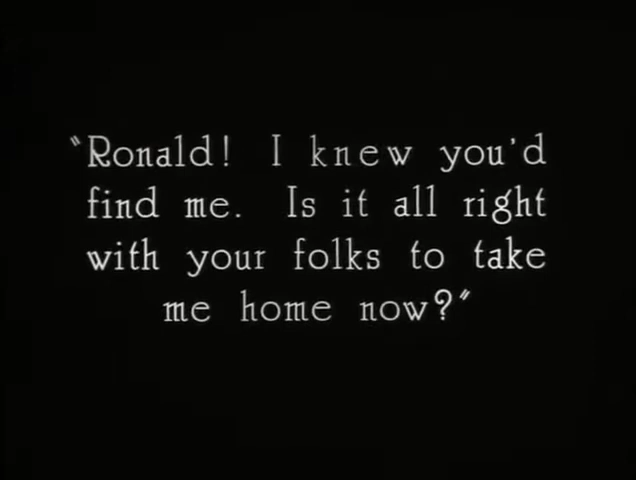 "Ronald! I knew you'd
find me. Is it all right
with your folks to take
me home now?"